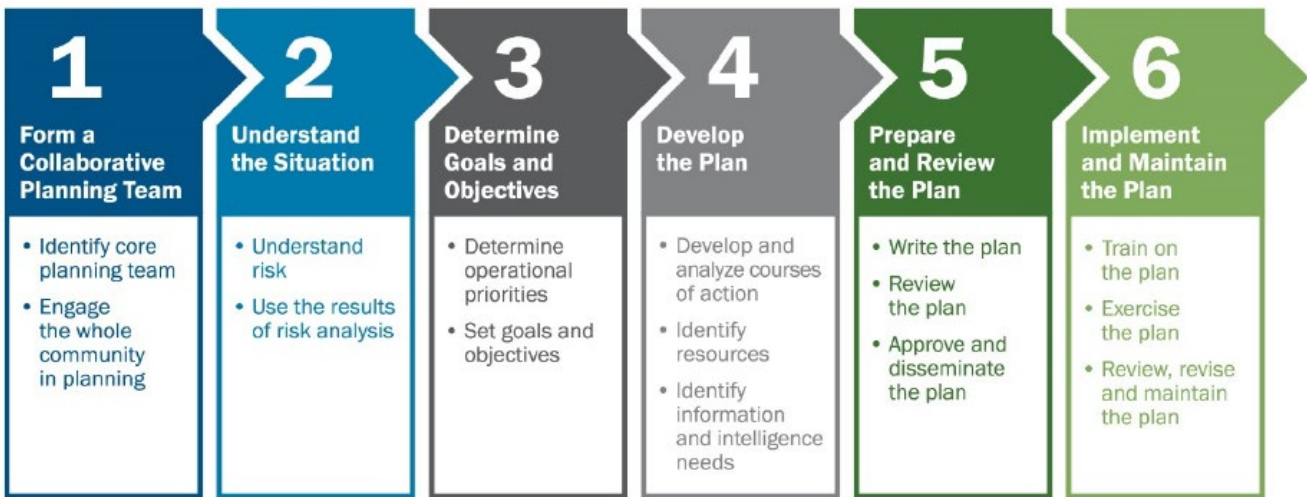 1
Form a
Collaborative
Planning Team
• Identify core
planning team
• Engage
the whole
community
in planning
2
Understand
the Situation
• Understand
risk
• Use the results
of risk analysis
3
Determine
Goals and
Objectives
• Determine
operational
priorities
• Set goals and
objectives
4
Develop
the Plan
• Develop and
analyze courses
of action
• Identify
resources
• Identify
information
and intelligence
needs
5
Prepare
and Review
the Plan
• Write the plan
• Review
the plan
• Approve and
disseminate
the plan
6
Implement
and Maintain
the Plan
• Train on
the plan
• Exercise
the plan
• Review, revise
and maintain
the plan